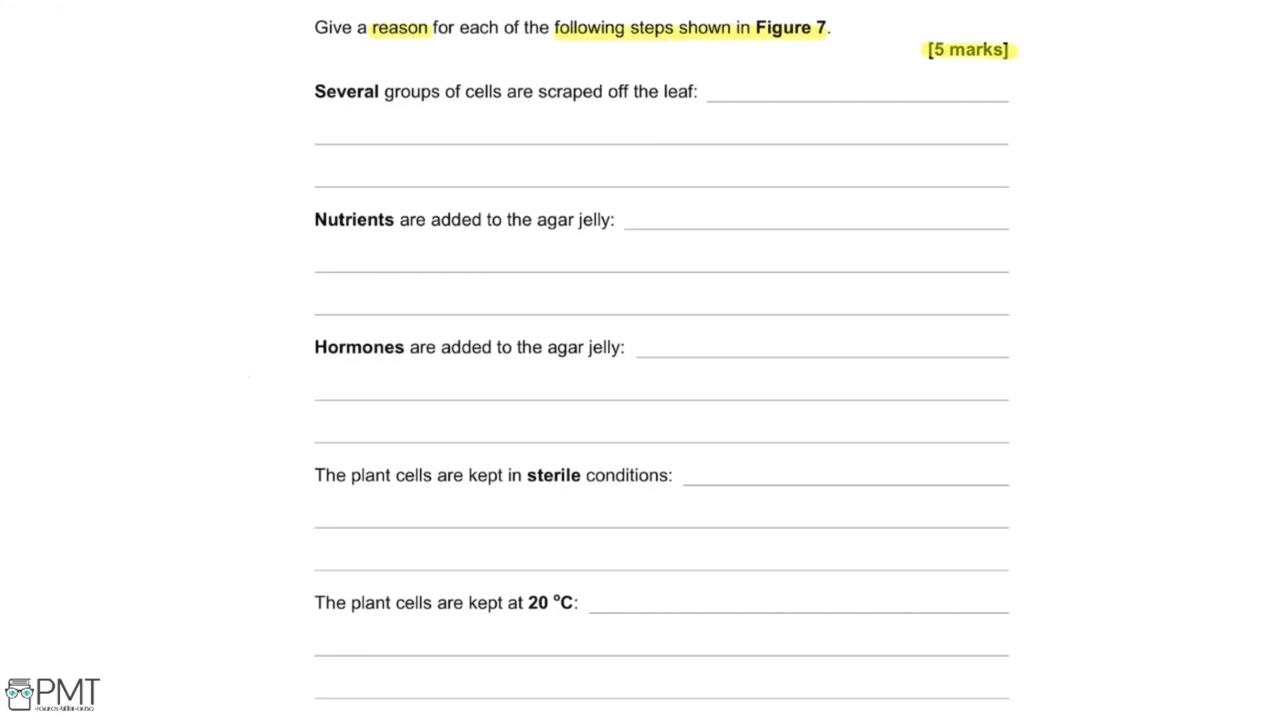 Give a reason for each of the following steps shown in Figure 7.
[5 marks]
Several groups of cells are scraped off the leaf:
Nutrients are added to the agar jelly:
Hormones are added to the agar jelly:
The plant cells are kept in sterile conditions:
The plant cells are kept at 20 ºC:
PMT